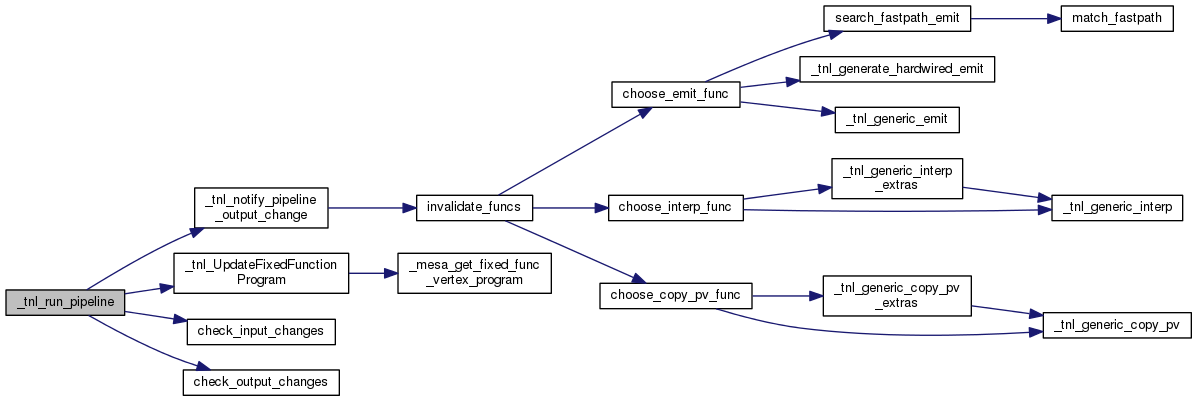 search_fastpath_emit
match_fastpath
_tnl_generate_hardwired_emit
choose_emit_func
_tnl_generic_emit
_tnl_generic_interp
_extras
_tnl_notify_pipeline
_output_change
invalidate_funcs
choose_interp_func
_tnl_generic_interp
_tnl_UpdateFixedFunction
Program
_mesa_get_fixed_func
_vertex_program
_tnl_run_pipeline
choose_copy_pv_func
_tnl_generic_copy_pv
_extras
check_input_changes
_tnl_generic_copy_pv
check_output_changes